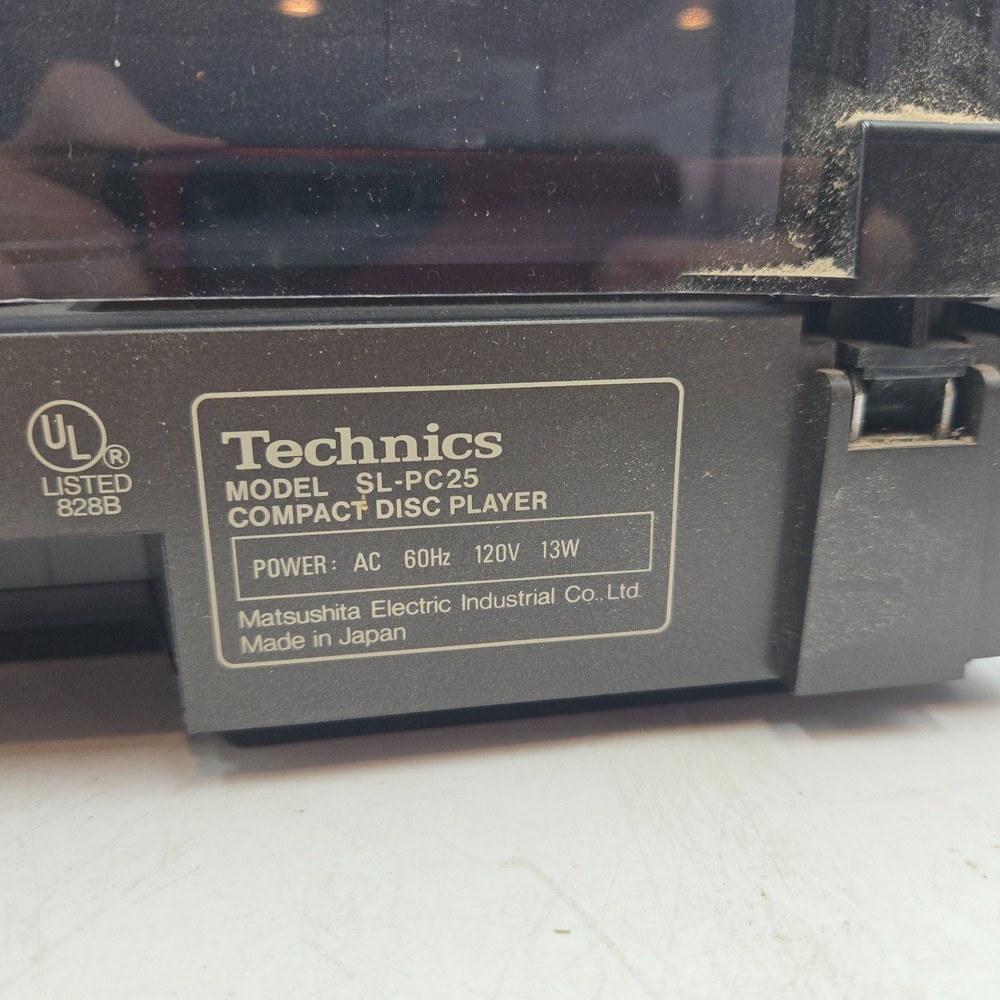 UL®
LISTED
828B
Technics
MODEL SL-PC25
COMPACT DISC PLAYER
POWER: AC 60Hz 120V 13W
Matsushita Electric Industrial Co., Ltd.
Made in Japan